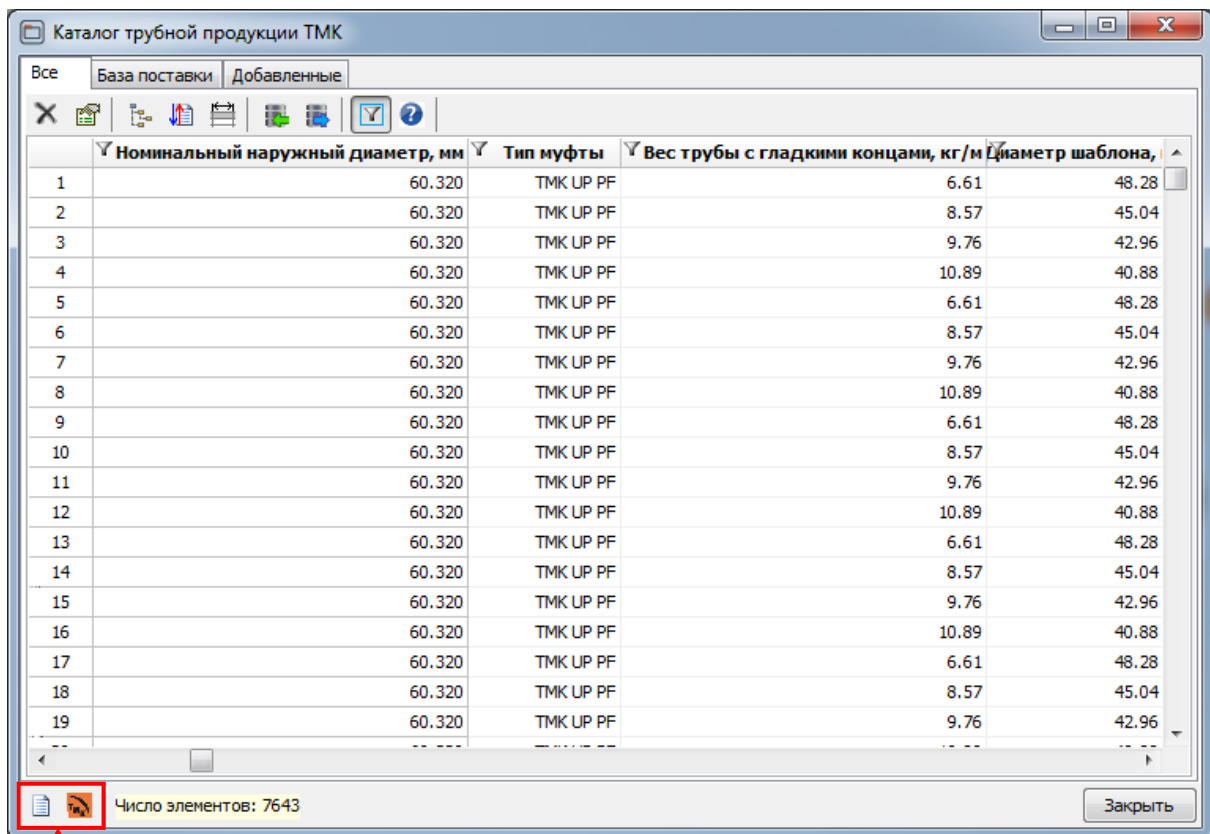 Каталог трубной продукции ТМК
Все База поставки Добавленные
Номинальный наружный диаметр, мм Тип муфты Вес трубы с гладкими концами, кг/м Диаметр шаблона,
1 60.320 TMK UP PF 6.61 48.28
2 60.320 TMK UP PF 8.57 45.04
3 60.320 TMK UP PF 9.76 42.96
4 60.320 TMK UP PF 10.89 40.88
5 60.320 TMK UP PF 6.61 48.28
6 60.320 TMK UP PF 8.57 45.04
7 60.320 TMK UP PF 9.76 42.96
8 60.320 TMK UP PF 10.89 40.88
9 60.320 TMK UP PF 6.61 48.28
10 60.320 TMK UP PF 8.57 45.04
11 60.320 TMK UP PF 9.76 42.96
12 60.320 TMK UP PF 10.89 40.88
13 60.320 TMK UP PF 6.61 48.28
14 60.320 TMK UP PF 8.57 45.04
15 60.320 TMK UP PF 9.76 42.96
16 60.320 TMK UP PF 10.89 40.88
17 60.320 TMK UP PF 6.61 48.28
18 60.320 TMK UP PF 8.57 45.04
19 60.320 TMK UP PF 9.76 42.96
Число элементов: 7643 Закрыть